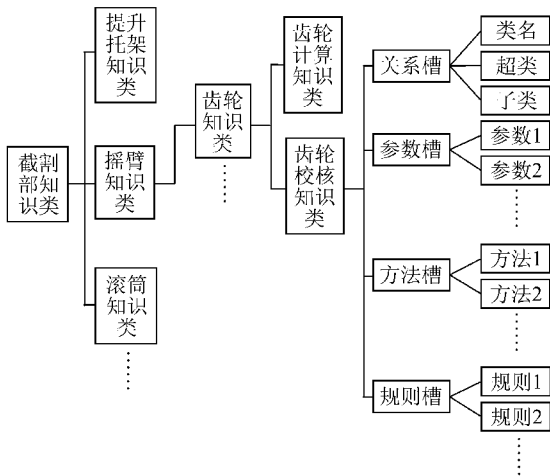 截割
部知
识类
提升
托架
知识
类
摇臂
知识
类
滚筒
知识
类
……
齿轮
知识
类
……
齿轮
计算
知识
类
齿轮
校核
知识
类
关系槽
类名
超类
子类
参数槽
参数1
参数2
……
方法槽
方法1
方法2
……
规则槽
规则1
规则2
……